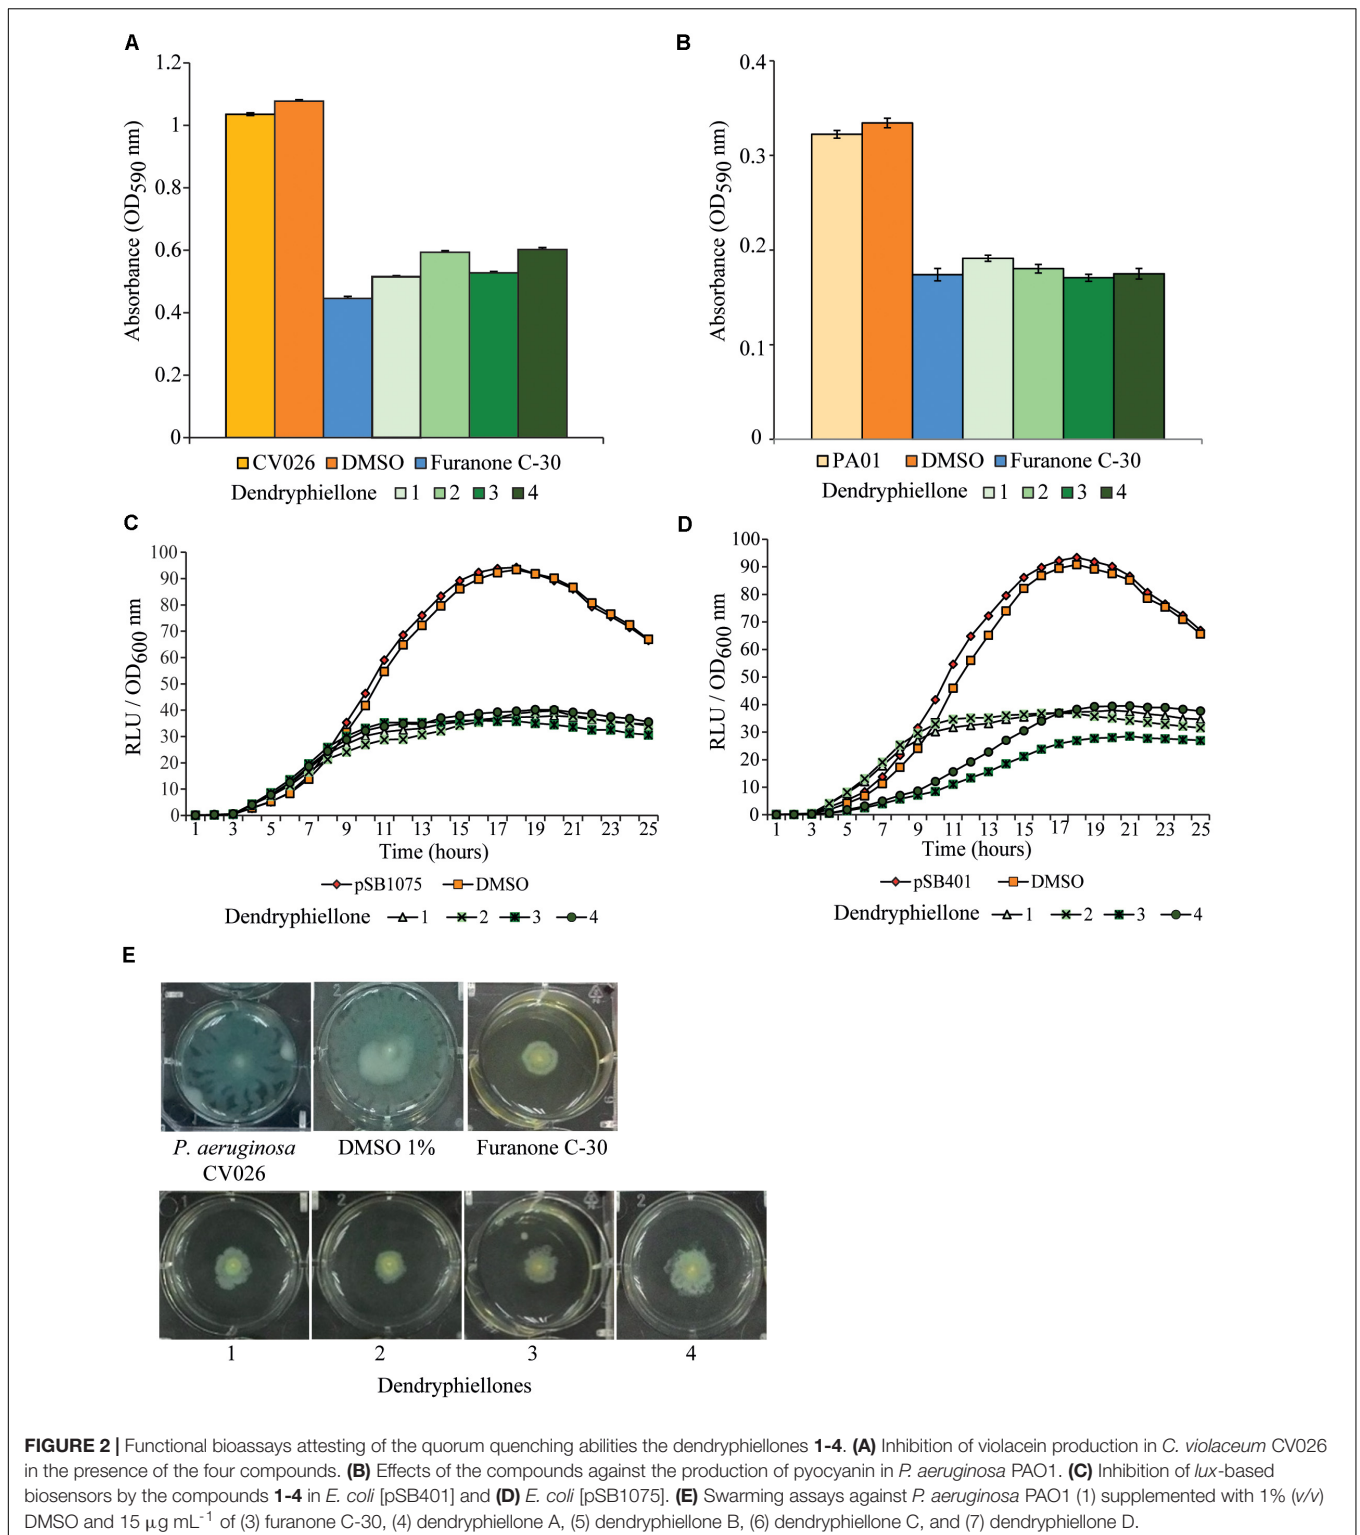 A
1.2
1
0.8
0.6
0.4
0.2
0
Absorbance (OD590 nm)
CV026 DMSO Furanone C-30
Dendryphiellone 1 2 3 4
B
0.4
0.3
0.2
0.1
0
Absorbance (OD590 nm)
PA01 DMSO Furanone C-30
Dendryphiellone 1 2 3 4
C
100
90
80
70
60
50
40
30
20
10
0
RLU / OD600 nm
1 3 5 7 9 11 13 15 17 19 21 23 25
Time (hours)
pSB1075 DMSO
Dendryphiellone 1 2 3 4
D
100
90
80
70
60
50
40
30
20
10
0
RLU / OD600 nm
1 3 5 7 9 11 13 15 17 19 21 23 25
Time (hours)
pSB401 DMSO
Dendryphiellone 1 2 3 4
E
2
P. aeruginosa
CV026
DMSO 1%
Furanone C-30
1
2
2
1 2 3 4
Dendryphiellones
FIGURE 2 | Functional bioassays attesting of the quorum quenching abilities the dendryphiellones 1-4. (A) Inhibition of violacein production in C. violaceum CV026
in the presence of the four compounds. (B) Effects of the compounds against the production of pyocyanin in P. aeruginosa PAO1. (C) Inhibition of lux-based
biosensors by the compounds 1-4 in E. coli [pSB401] and (D) E. coli [pSB1075]. (E) Swarming assays against P. aeruginosa PAO1 (1) supplemented with 1% (v/v)
DMSO and 15 μg mL-1 of (3) furanone C-30, (4) dendryphiellone A, (5) dendryphiellone B, (6) dendryphiellone C, and (7) dendryphiellone D.